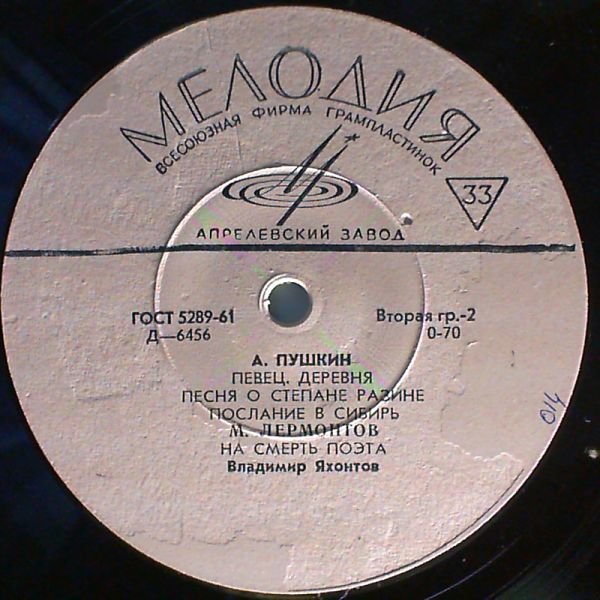 МЕЛОДИЯ
ВСЕСОЮЗНАЯ ФИРМА ГРАМПЛАСТИНОК
33
АПРЕЛЕВСКИЙ ЗАВОД
ГОСТ 5289-61
Вторая гр.-2
Д—6456
0-70
А. ПУШКИН
ПЕВЕЦ. ДЕРЕВНЯ
ПЕСНЯ О СТЕПАНЕ РАЗИНЕ
ПОСЛАНИЕ В СИБИРЬ
М. ЛЕРМОНТОВ
НА СМЕРТЬ ПОЭТА
Владимир Яхонтов
014